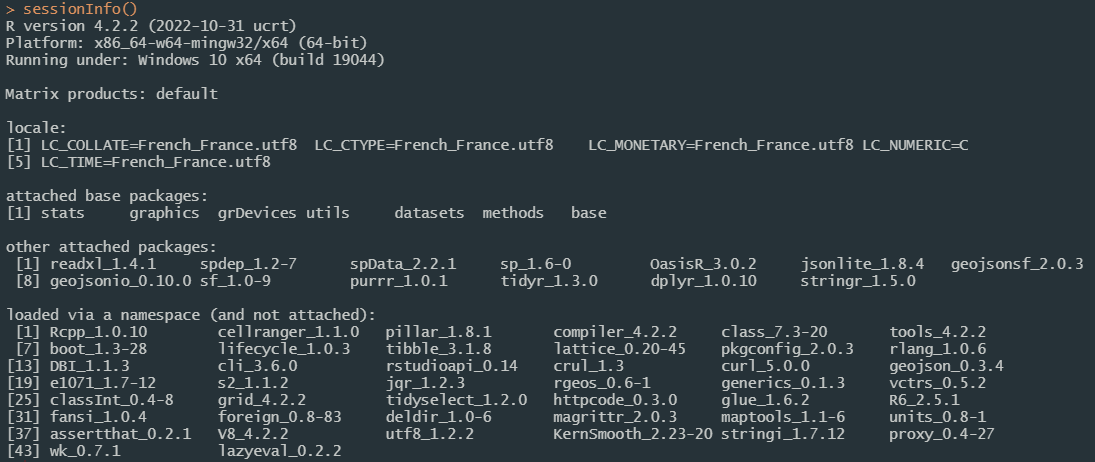 > sessionInfo()
R version 4.2.2 (2022-10-31 ucrt)
Platform: x86_64-w64-mingw32/x64 (64-bit)
Running under: Windows 10 x64 (build 19044)

Matrix products: default

locale:
[1] LC_COLLATE=French_France.utf8  LC_CTYPE=French_France.utf8    LC_MONETARY=French_France.utf8 LC_NUMERIC=C
[5] LC_TIME=French_France.utf8

attached base packages:
[1] stats     graphics  grDevices utils     datasets  methods   base

other attached packages:
 [1] readxl_1.4.1     spdep_1.2-7      spData_2.2.1     sp_1.6-0         OasisR_3.0.2     jsonlite_1.8.4   geojsonsf_2.0.3
 [8] geojsonio_0.10.0 sf_1.0-9         purrr_1.0.1      tidyr_1.3.0      dplyr_1.0.10     stringr_1.5.0

loaded via a namespace (and not attached):
 [1] Rcpp_1.0.10        cellranger_1.1.0   pillar_1.8.1       compiler_4.2.2     class_7.3-20       tools_4.2.2
 [7] boot_1.3-28        lifecycle_1.0.3    tibble_3.1.8       lattice_0.20-45    pkgconfig_2.0.3    rlang_1.0.6
[13] DBI_1.1.3          cli_3.6.0          rstudioapi_0.14    crul_1.3           curl_5.0.0         geojson_0.3.4
[19] e1071_1.7-12       s2_1.1.2           jqr_1.2.3          rgeos_0.6-1        generics_0.1.3     vctrs_0.5.2
[25] classInt_0.4-8     grid_4.2.2         tidyselect_1.2.0   httpcode_0.3.0     glue_1.6.2         R6_2.5.1
[31] fansi_1.0.4        foreign_0.8-83     deldir_1.0-6       magrittr_2.0.3     maptools_1.1-6     units_0.8-1
[37] assertthat_0.2.1   V8_4.2.2           utf8_1.2.2         KernSmooth_2.23-20 stringi_1.7.12     proxy_0.4-27
[43] wk_0.7.1           lazyeval_0.2.2